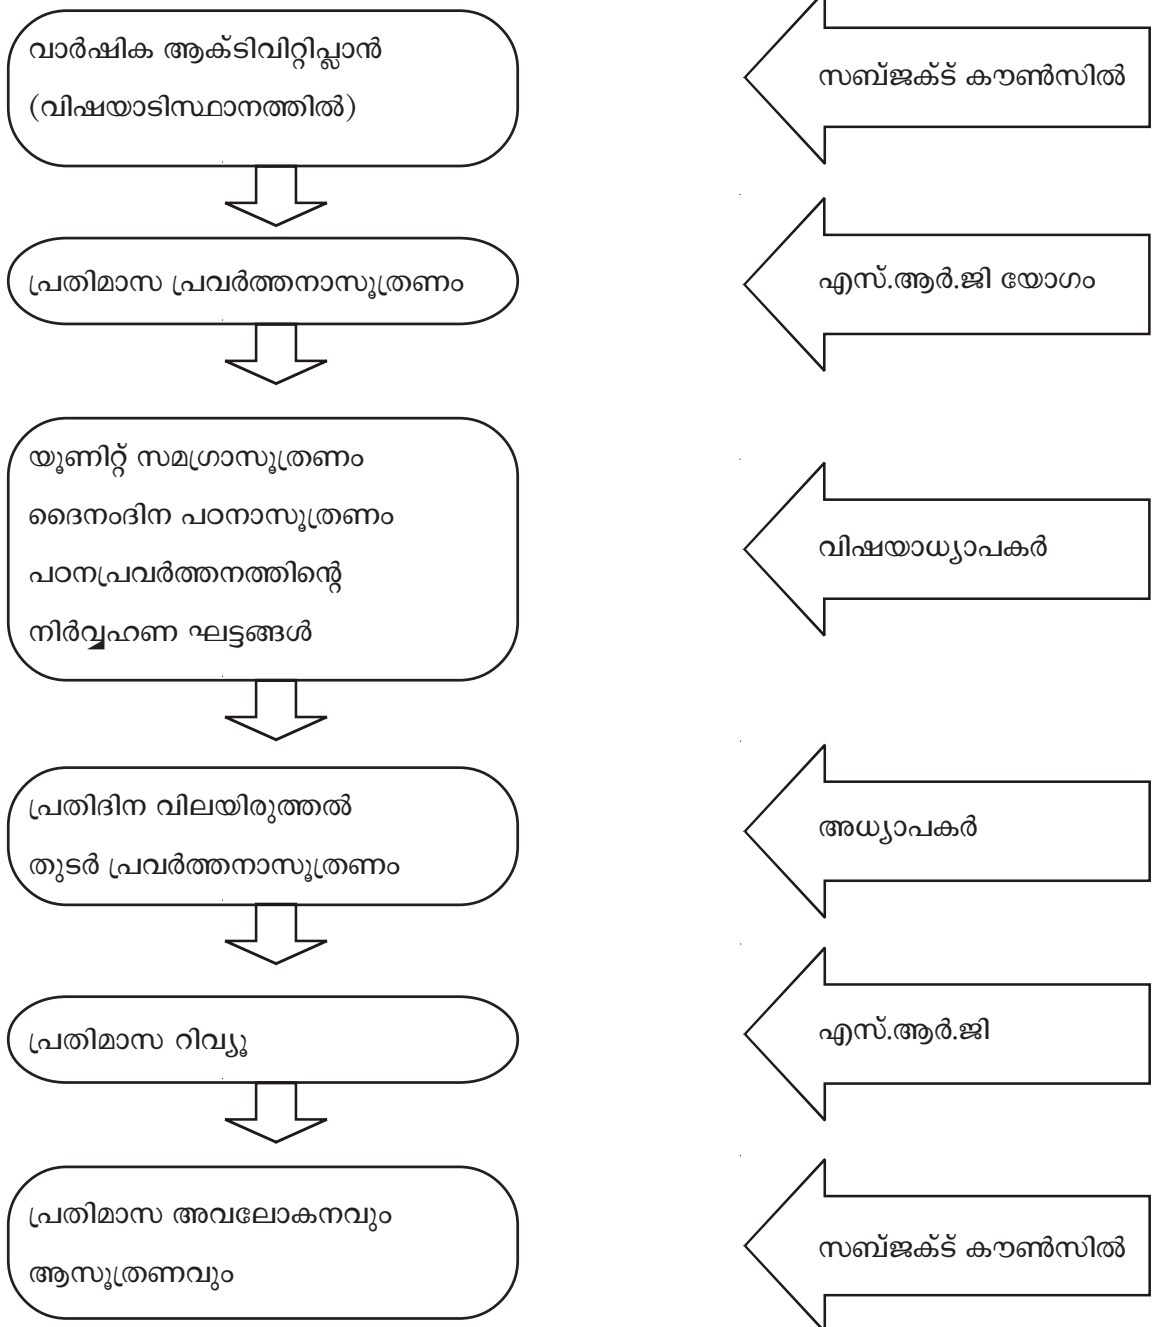 വാർഷിക ആക്ടിവിറ്റിപ്ലാൻ
(വിഷയാടിസ്ഥാനത്തിൽ)
സബ്ജക്ട് കൗൺസിൽ
പ്രതിമാസ പ്രവർത്തനാസൂത്രണം
എസ്.ആർ.ജി യോഗം
യൂണിറ്റ് സമഗ്രാസൂത്രണം
ദൈനംദിന പഠനാസൂത്രണം
പഠനപ്രവർത്തനത്തിന്റെ
നിർവ്വഹണ ഘട്ടങ്ങൾ
വിഷയാധ്യാപകർ
പ്രതിദിന വിലയിരുത്തൽ
തുടർ പ്രവർത്തനാസൂത്രണം
അധ്യാപകർ
പ്രതിമാസ റിവ്യൂ
എസ്.ആർ.ജി
പ്രതിമാസ അവലോകനവും
ആസൂത്രണവും
സബ്ജക്ട് കൗൺസിൽ